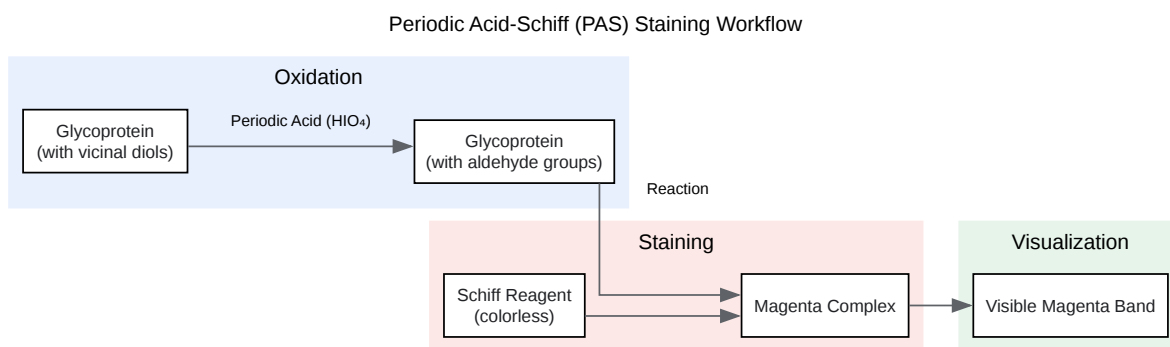 Periodic Acid-Schiff (PAS) Staining Workflow
Oxidation
Glycoprotein
(with vicinal diols)
Periodic Acid (HIO₄)
Glycoprotein
(with aldehyde groups)
Reaction
Staining
Schiff Reagent
(colorless)
Magenta Complex
Visualization
Visible Magenta Band